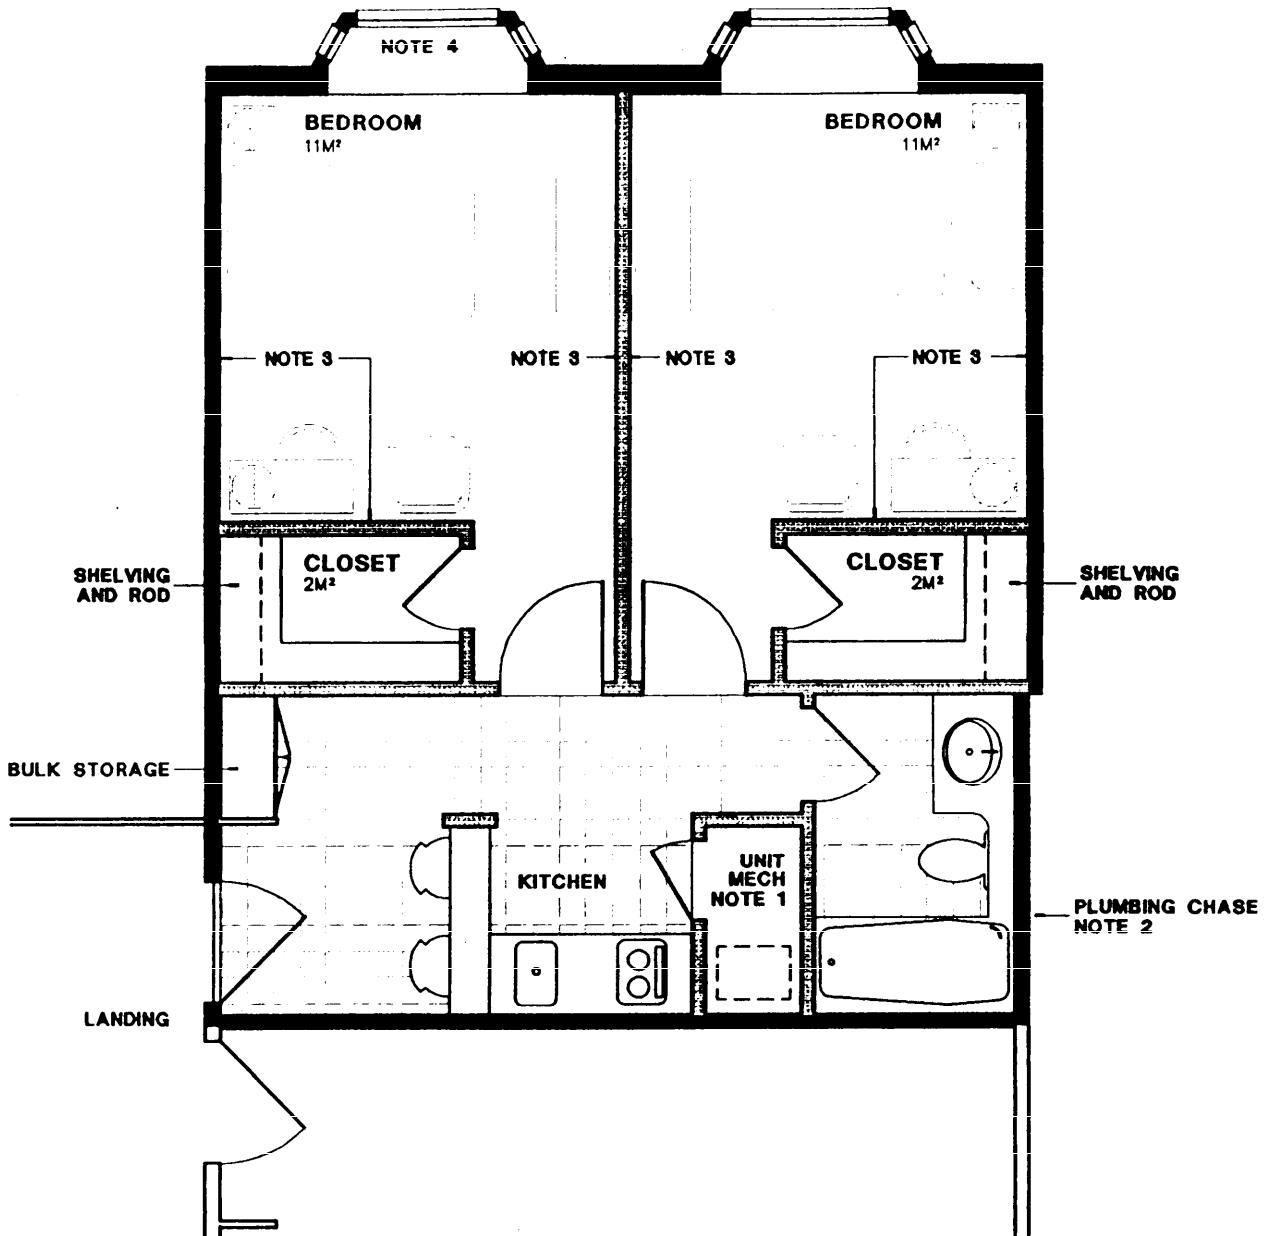 NOTE 4
BEDROOM
11M²
BEDROOM
11M²
NOTE 3
NOTE 3
NOTE 3
NOTE 3
CLOSET
2M²
CLOSET
2M²
SHELVING
AND ROD
SHELVING
AND ROD
BULK STORAGE
KITCHEN
UNIT
MECH
NOTE 1
PLUMBING CHASE
NOTE 2
LANDING